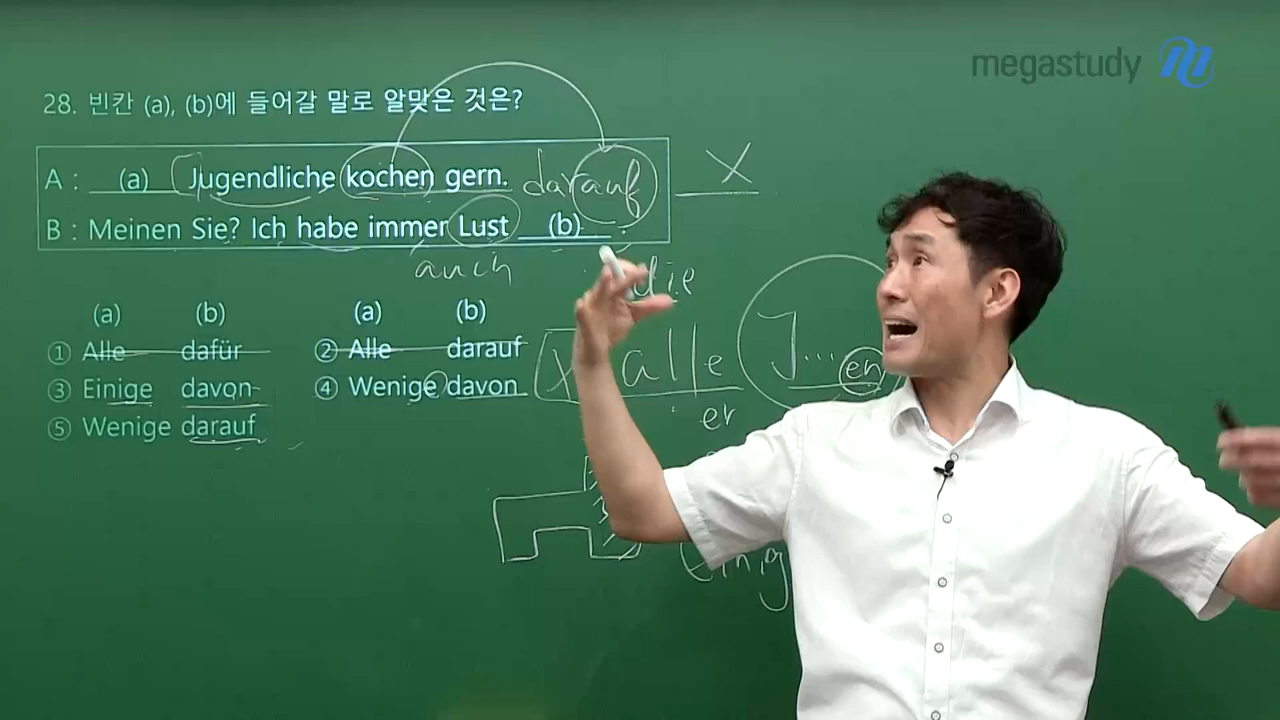 megastudy
28. 빈칸 (a), (b)에 들어갈 말로 알맞은 것은?
A : (a) Jugendliche kochen gern. darauf X
B : Meinen Sie? Ich habe immer Lust (b)
auch die
(a) (b) (a) (b)
① Alle dafür ② Alle darauf
alle J...en
③ Einige davon ④ Wenige davon
er
⑤ Wenige darauf